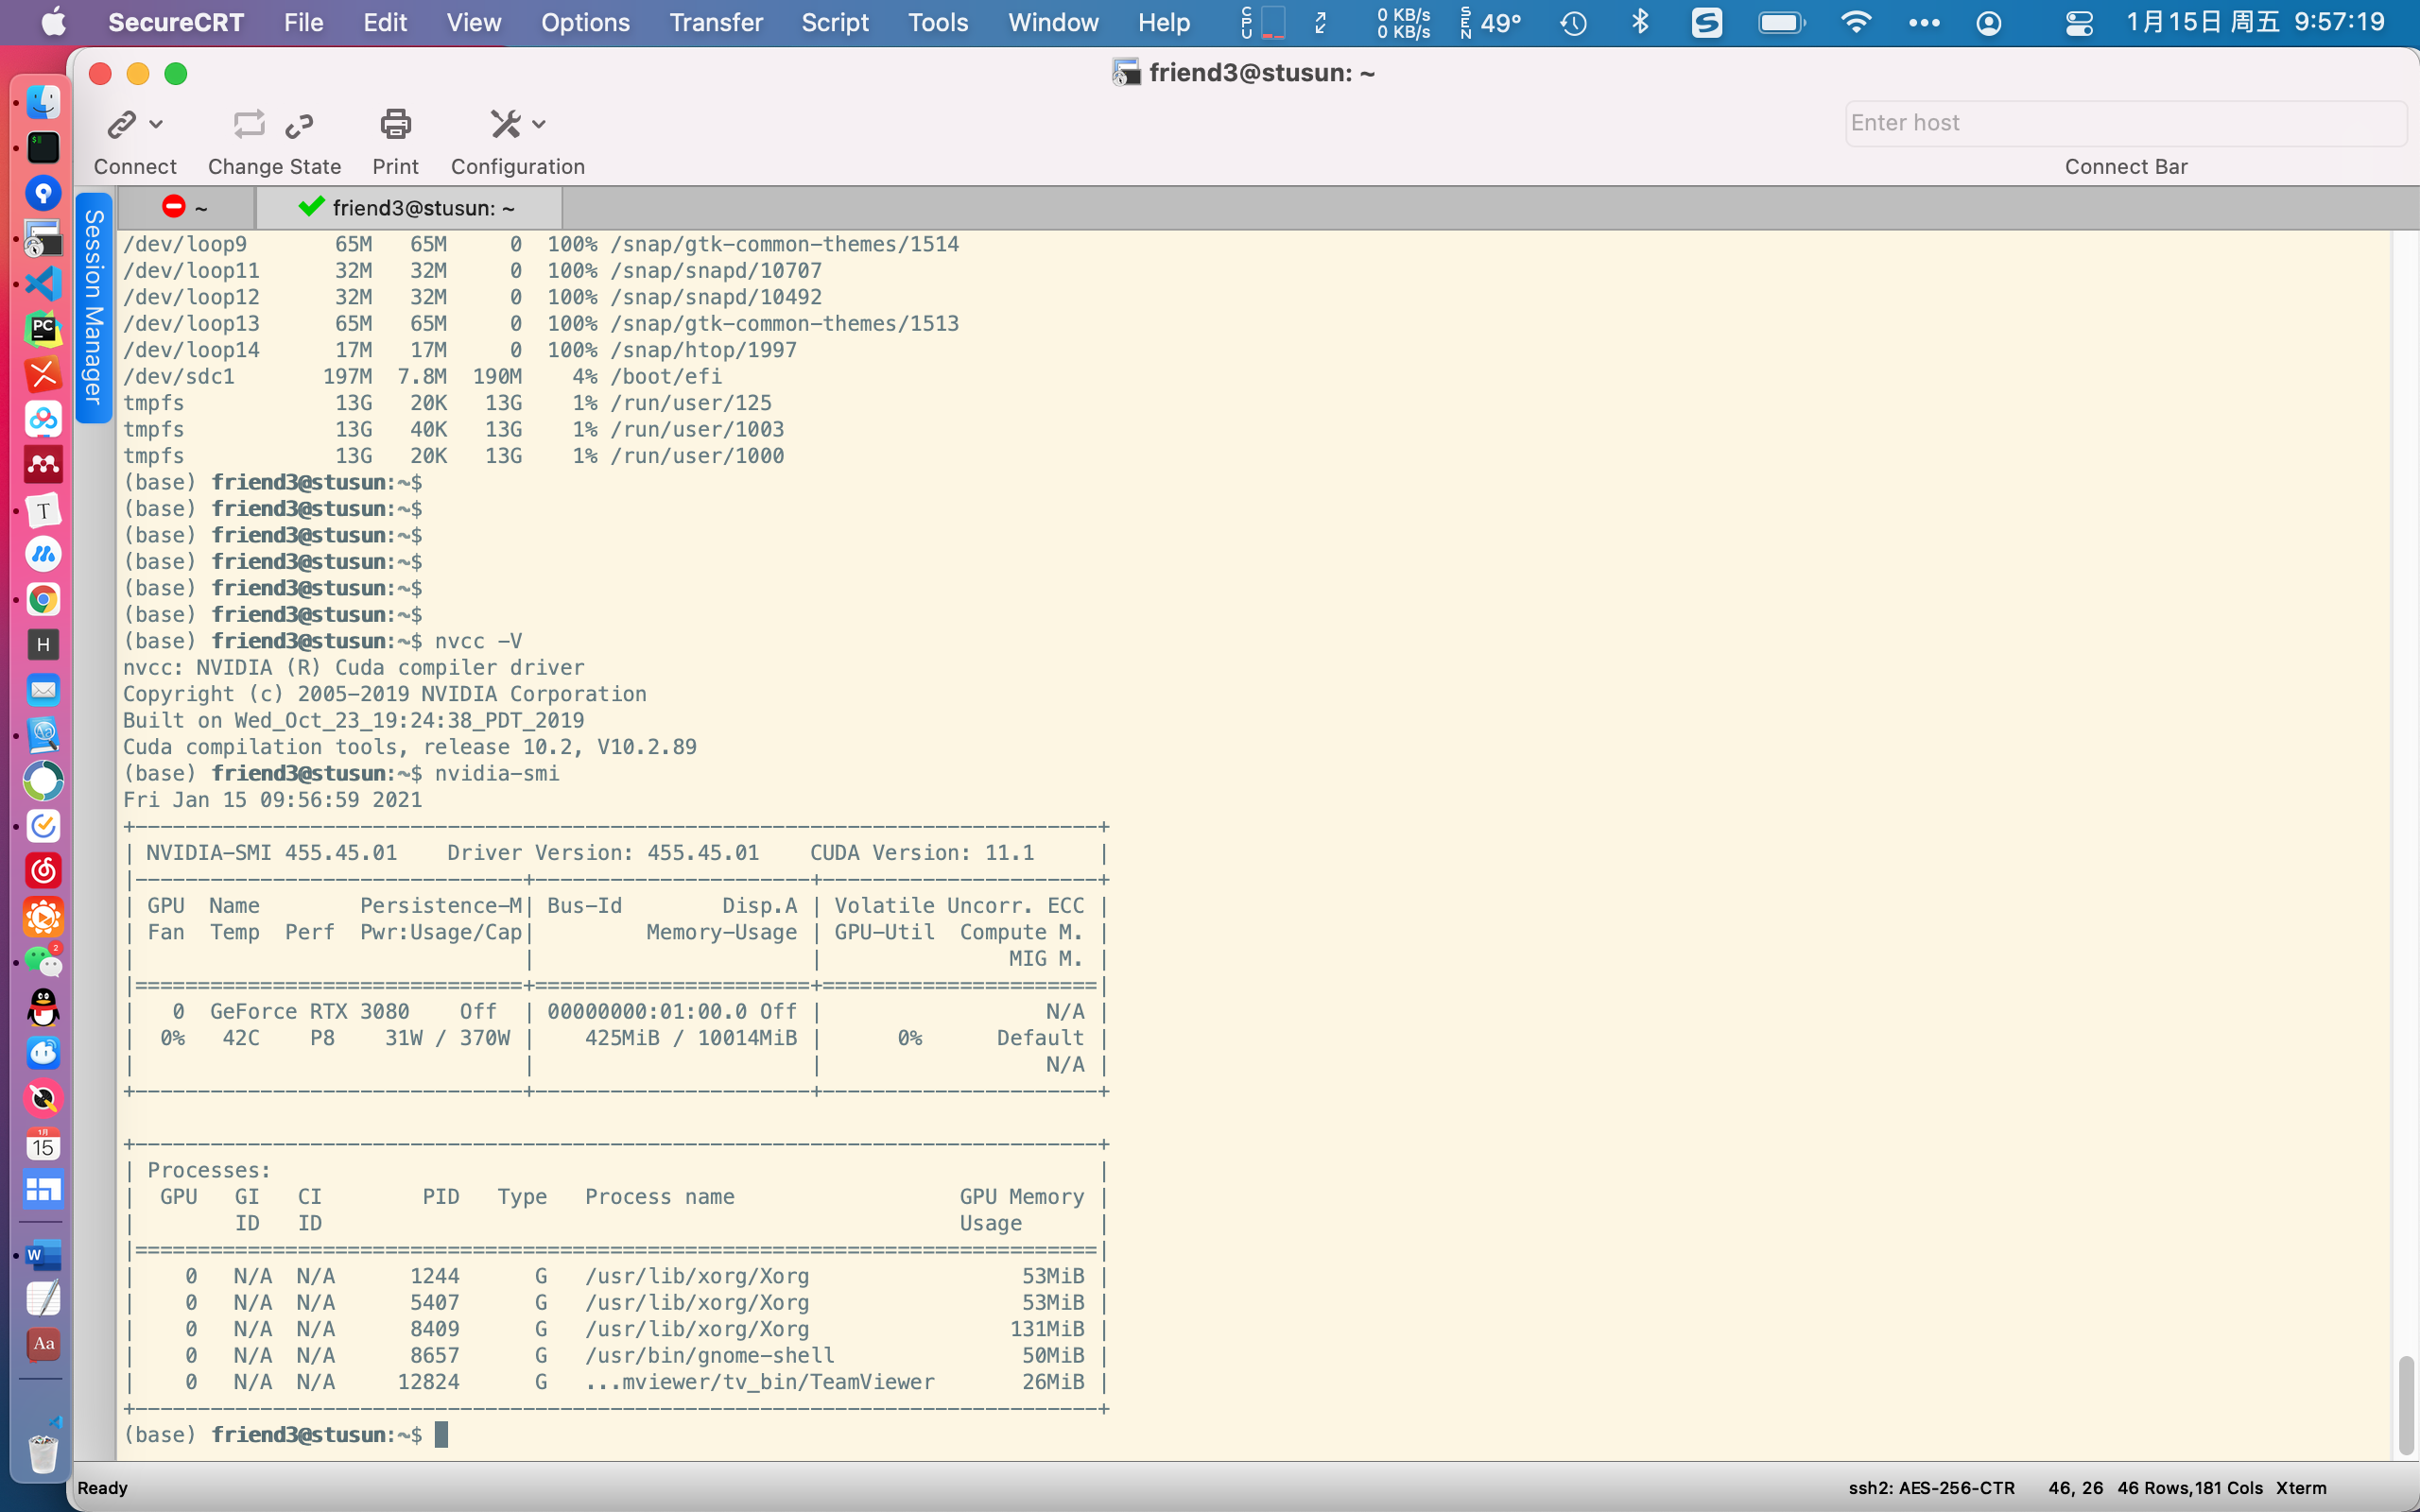 SecureCRT File Edit View Options Transfer Script Tools Window Help CPU 0 KB/s 0 KB/s SEN 49° 1月15日 周五 9:57:19
friend3@stusun: ~
Enter host
Connect Change State Print Configuration Connect Bar
~ friend3@stusun: ~
Session Manager
/dev/loop9 65M 65M 0 100% /snap/gtk-common-themes/1514
/dev/loop11 32M 32M 0 100% /snap/snapd/10707
/dev/loop12 32M 32M 0 100% /snap/snapd/10492
/dev/loop13 65M 65M 0 100% /snap/gtk-common-themes/1513
/dev/loop14 17M 17M 0 100% /snap/htop/1997
/dev/sdc1 197M 7.8M 190M 4% /boot/efi
tmpfs 13G 20K 13G 1% /run/user/125
tmpfs 13G 40K 13G 1% /run/user/1003
tmpfs 13G 20K 13G 1% /run/user/1000
(base) friend3@stusun:~$
(base) friend3@stusun:~$
(base) friend3@stusun:~$
(base) friend3@stusun:~$
(base) friend3@stusun:~$
(base) friend3@stusun:~$
(base) friend3@stusun:~$ nvcc -V
nvcc: NVIDIA (R) Cuda compiler driver
Copyright (c) 2005-2019 NVIDIA Corporation
Built on Wed_Oct_23_19:24:38_PDT_2019
Cuda compilation tools, release 10.2, V10.2.89
(base) friend3@stusun:~$ nvidia-smi
Fri Jan 15 09:56:59 2021
+-----------------------------------------------------------------------------+
| NVIDIA-SMI 455.45.01    Driver Version: 455.45.01    CUDA Version: 11.1     |
|-------------------------------+----------------------+----------------------+
| GPU  Name        Persistence-M| Bus-Id        Disp.A | Volatile Uncorr. ECC |
| Fan  Temp  Perf  Pwr:Usage/Cap|         Memory-Usage | GPU-Util  Compute M. |
|                               |                      |               MIG M. |
|===============================+======================+======================|
|   0  GeForce RTX 3080    Off  | 00000000:01:00.0 Off |                  N/A |
|  0%   42C    P8    31W / 370W |    425MiB / 10014MiB |      0%      Default |
|                               |                      |                  N/A |
+-------------------------------+----------------------+----------------------+
+-----------------------------------------------------------------------------+
| Processes:                                                                  |
|  GPU   GI   CI        PID   Type   Process name                  GPU Memory |
|        ID   ID                                                   Usage      |
|=============================================================================|
|    0   N/A  N/A      1244      G   /usr/lib/xorg/Xorg                 53MiB |
|    0   N/A  N/A      5407      G   /usr/lib/xorg/Xorg                 53MiB |
|    0   N/A  N/A      8409      G   /usr/lib/xorg/Xorg                131MiB |
|    0   N/A  N/A      8657      G   /usr/bin/gnome-shell               50MiB |
|    0   N/A  N/A     12824      G   ...mviewer/tv_bin/TeamViewer       26MiB |
+-----------------------------------------------------------------------------+
(base) friend3@stusun:~$
Ready ssh2: AES-256-CTR 46, 26 46 Rows,181 Cols Xterm
PC
T
H
2
1月
15
W
Aa